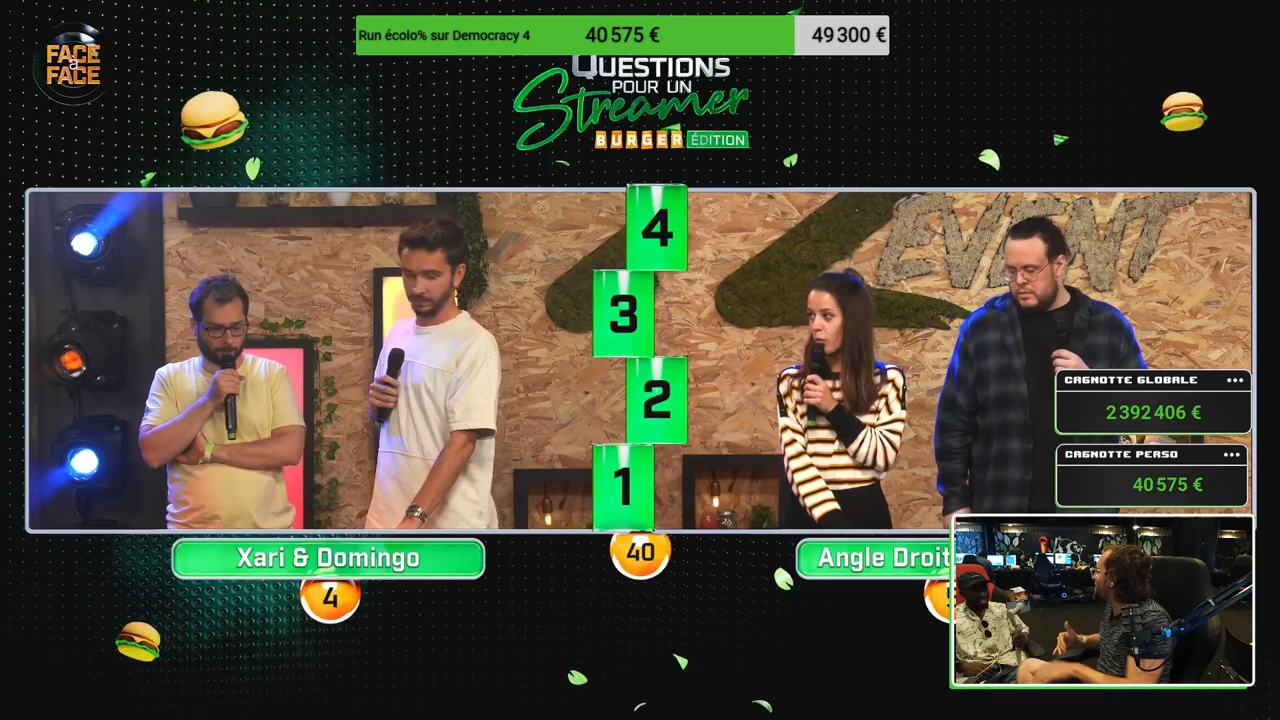 Run écolo% sur Democracy 4 40 575 € 49 300 €
FACE
à
FACE
QUESTIONS
POUR UN
Streamer
BURGER ÉDITION
EVENT
4
3
2
1
CAGNOTTE GLOBALE
2 392 406 €
CAGNOTTE PERSO
40 575 €
Xari & Domingo
40
Angle Droit
4